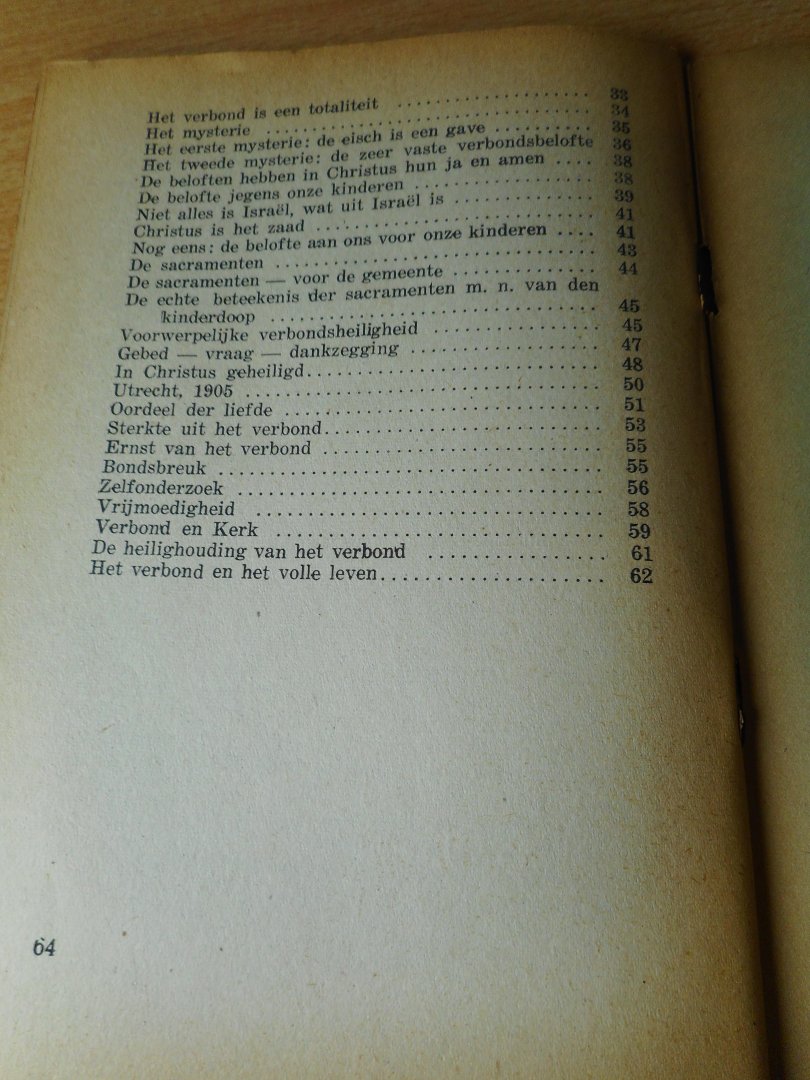 Het verbond is een totaliteit .................... 33
Het mysterie .................... 34
Het eerste mysterie: de eisch is een gave .......... 35
Het tweede mysterie: de zeer vaste verbondsbelofte 36
De beloften hebben in Christus hun ja en amen .... 38
De belofte jegens onze kinderen .................... 38
Niet alles is Israël, wat uit Israël is .............. 39
Christus is het zaad .................... 41
Nog eens: de belofte aan ons voor onze kinderen .... 41
De sacramenten .................... 43
De sacramenten — voor de gemeente .............. 44
De echte beteekenis der sacramenten m. n. van den
kinderdoop .................... 45
Voorwerpelijke verbondsheiligheid .................... 45
Gebed — vraag — dankzegging .................... 47
In Christus geheiligd .................... 48
Utrecht, 1905 .................... 50
Oordeel der liefde .................... 51
Sterkte uit het verbond .................... 53
Ernst van het verbond .................... 55
Bondsbreuk .................... 55
Zelfonderzoek .................... 56
Vrijmoedigheid .................... 58
Verbond en Kerk .................... 59
De heilighouding van het verbond .................... 61
Het verbond en het volle leven .................... 62
64